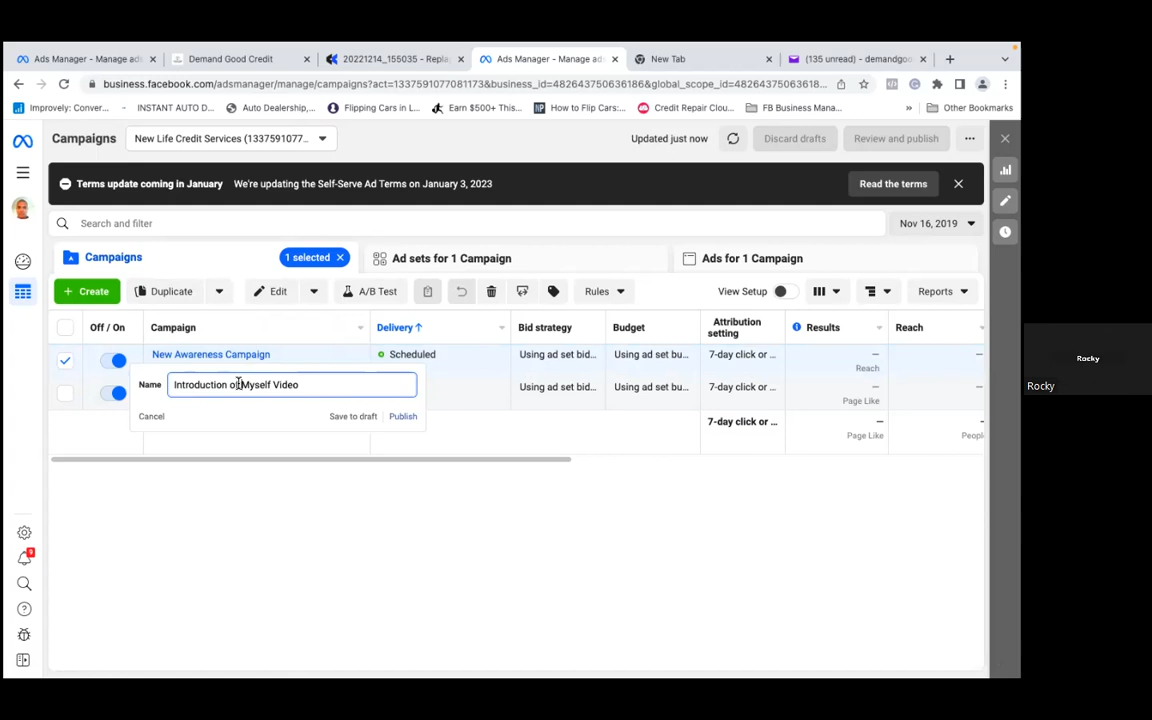 Ads Manager - Manage ad
Demand Good Credit
20221214_155035 - Repla
Ads Manager - Manage ad
New Tab
(135 unread) - demandgoo
business.facebook.com/adsmanager/manage/campaigns?act=1337591077081173&business_id=482643750636186&global_scope_id=482643750636...
Improvely: Conver...
INSTANT AUTO D...
Auto Dealership,...
Flipping Cars in L...
Earn $500+ This...
How to Flip Cars:...
Credit Repair Clou...
FB Business Mana...
»
Other Bookmarks
Campaigns
New Life Credit Services (1337591077...
Updated just now
Discard drafts
Review and publish
Terms update coming in January
We're updating the Self-Serve Ad Terms on January 3, 2023
Read the terms
Search and filter
Nov 16, 2019
Campaigns
1 selected
Ad sets for 1 Campaign
Ads for 1 Campaign
+ Create
Duplicate
Edit
A/B Test
Rules
View Setup
Reports
Off / On
Campaign
Delivery ↑
Bid strategy
Budget
Attribution
setting
Results
Reach
New Awareness Campaign
Scheduled
Using ad set bid...
Using ad set bu...
7-day click or ...
—
Reach
—
Name
Introduction of Myself Video
Using ad set bid...
Using ad set bu...
7-day click or ...
—
Page Like
—
Cancel
Save to draft
Publish
7-day click or ...
—
Page Like
—
Peopl
9
Rocky
Rocky